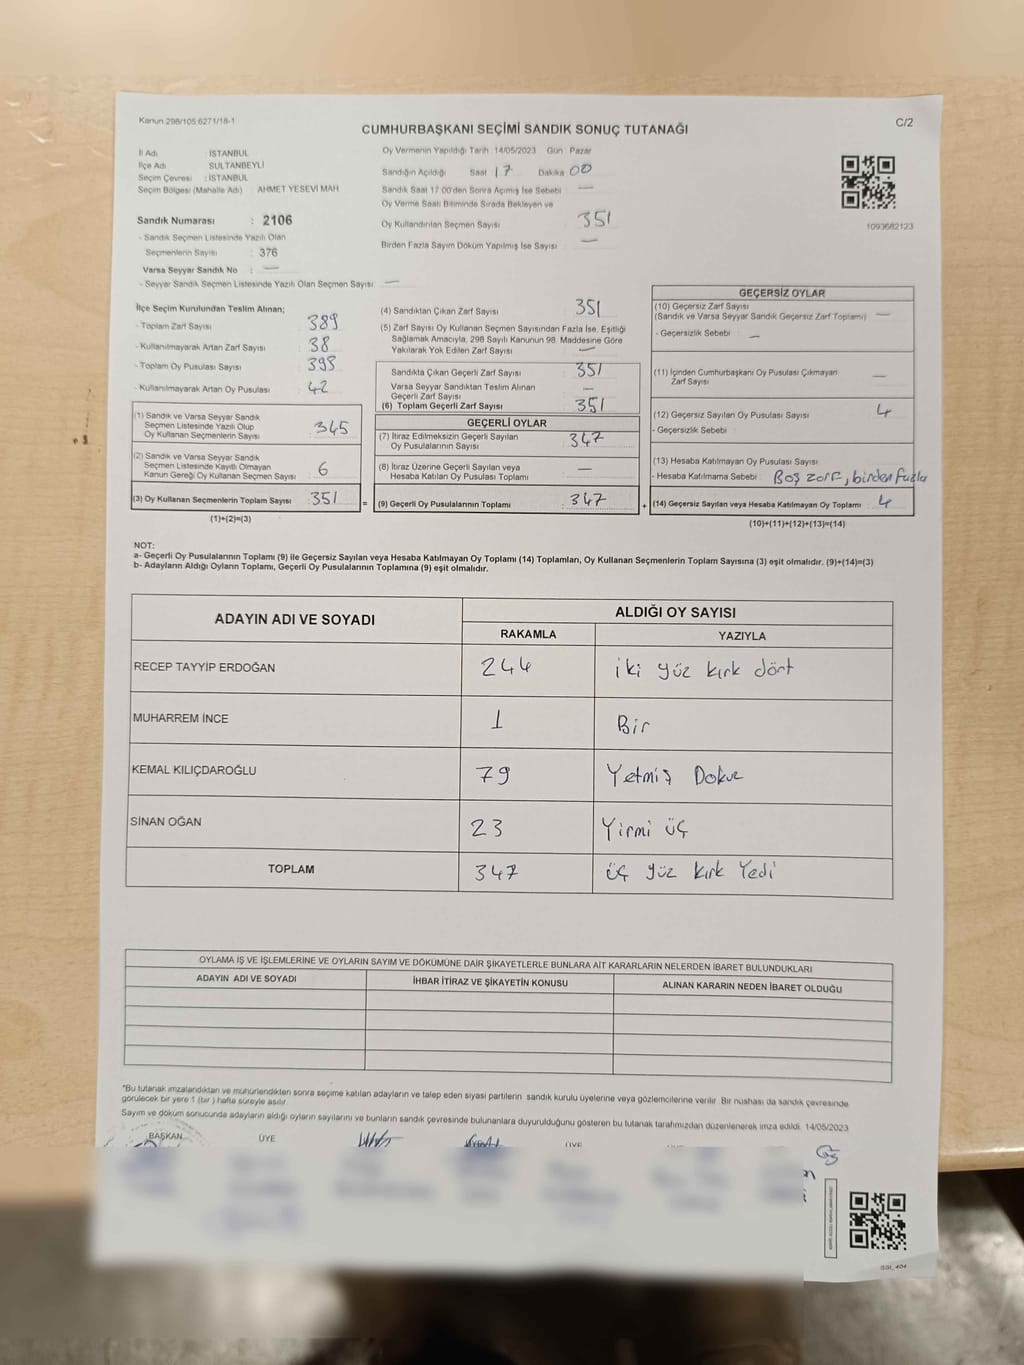 Kanun 298/105 6271/18-1
C/2
CUMHURBAŞKANI SEÇİMİ SANDIK SONUÇ TUTANAĞI
İl Adı : İSTANBUL
İlçe Adı : SULTANBEYLİ
Seçim Çevresi : İSTANBUL
Seçim Bölgesi (Mahalle Adı) AHMET YESEVİ MAH
Sandık Numarası : 2106
- Sandık Seçmen Listesinde Yazılı Olan
Seçmenlerin Sayısı : 376
Varsa Seyyar Sandık No : —
- Seyyar Sandık Seçmen Listesinde Yazılı Olan Seçmen Sayısı : —
Oy Vermenin Yapıldığı Tarih :14/05/2023 Gün : Pazar
Sandığın Açıldığı Saat 17 Dakika 00
Sandık Saat 17:00'den Sonra Açılmış İse Sebebi : —
Oy Verme Saati Bitiminde Sırada Bekleyen ve
Oy Kullandırılan Seçmen Sayısı : 351
Birden Fazla Sayım Döküm Yapılmış İse Sayısı : —
1093682123
İlçe Seçim Kurulundan Teslim Alınan;
- Toplam Zarf Sayısı : 389
- Kullanılmayarak Artan Zarf Sayısı : 38
- Toplam Oy Pusulası Sayısı : 393
- Kullanılmayarak Artan Oy Pusulası : 42
(1) Sandık ve Varsa Seyyar Sandık
Seçmen Listesinde Yazılı Olup
Oy Kullanan Seçmenlerin Sayısı : 345
(2) Sandık ve Varsa Seyyar Sandık
Seçmen Listesinde Kayıtlı Olmayan
Kanun Gereği Oy Kullanan Seçmen Sayısı : 6
(3) Oy Kullanan Seçmenlerin Toplam Sayısı : 351
(1)+(2)=(3)
(4) Sandıktan Çıkan Zarf Sayısı : 351
(5) Zarf Sayısı Oy Kullanan Seçmen Sayısından Fazla İse, Eşitliği
Sağlamak Amacıyla, 298 Sayılı Kanunun 98. Maddesine Göre
Yakılarak Yok Edilen Zarf Sayısı : —
Sandıkta Çıkan Geçerli Zarf Sayısı : 351
Varsa Seyyar Sandıktan Teslim Alınan
Geçerli Zarf Sayısı : —
(6) Toplam Geçerli Zarf Sayısı : 351
GEÇERLİ OYLAR
(7) İtiraz Edilmeksizin Geçerli Sayılan
Oy Pusulalarının Sayısı : 347
(8) İtiraz Üzerine Geçerli Sayılan veya
Hesaba Katılan Oy Pusulası Toplamı : —
= (9) Geçerli Oy Pusulalarının Toplamı : 347
GEÇERSİZ OYLAR
(10) Geçersiz Zarf Sayısı
(Sandık ve Varsa Seyyar Sandık Geçersiz Zarf Toplamı) : —
- Geçersizlik Sebebi : —
(11) İçinden Cumhurbaşkanı Oy Pusulası Çıkmayan
Zarf Sayısı : —
(12) Geçersiz Sayılan Oy Pusulası Sayısı : 4
- Geçersizlik Sebebi :
(13) Hesaba Katılmayan Oy Pusulası Sayısı :
- Hesaba Katılmama Sebebi : Boş zarf, birden fazla
+ (14) Geçersiz Sayılan veya Hesaba Katılmayan Oy Toplamı : 4
(10)+(11)+(12)+(13)=(14)
NOT:
a- Geçerli Oy Pusulalarının Toplamı (9) ile Geçersiz Sayılan veya Hesaba Katılmayan Oy Toplamı (14) Toplamları, Oy Kullanan Seçmenlerin Toplam Sayısına (3) eşit olmalıdır. (9)+(14)=(3)
b- Adayların Aldığı Oyların Toplamı, Geçerli Oy Pusulalarının Toplamına (9) eşit olmalıdır.
ADAYIN ADI VE SOYADI ALDIĞI OY SAYISI
RAKAMLA YAZIYLA
RECEP TAYYİP ERDOĞAN 244 iki yüz kırk dört
MUHARREM İNCE 1 Bir
KEMAL KILIÇDAROĞLU 79 Yetmiş Dokuz
SİNAN OĞAN 23 Yirmi üç
TOPLAM 347 üç yüz kırk Yedi
OYLAMA İŞ VE İŞLEMLERİNE VE OYLARIN SAYIM VE DÖKÜMÜNE DAİR ŞİKAYETLERLE BUNLARA AİT KARARLARIN NELERDEN İBARET BULUNDUKLARI
ADAYIN ADI VE SOYADI İHBAR İTİRAZ VE ŞİKAYETİN KONUSU ALINAN KARARIN NEDEN İBARET OLDUĞU
*Bu tutanak imzalandıktan ve mühürlendikten sonra seçime katılan adayların ve talep eden siyasi partilerin sandık kurulu üyelerine veya gözlemcilerine verilir. Bir nüshası da sandık çevresinde
görülecek bir yere 1 (bir) hafta süreyle asılır.
Sayım ve döküm sonucunda adayların aldığı oyların sayılarını ve bunların sandık çevresinde bulunanlara duyurulduğunu gösteren bu tutanak tarafımızdan düzenlenerek imza edildi. 14/05/2023
BAŞKAN ÜYE ÜYE
SSI_404